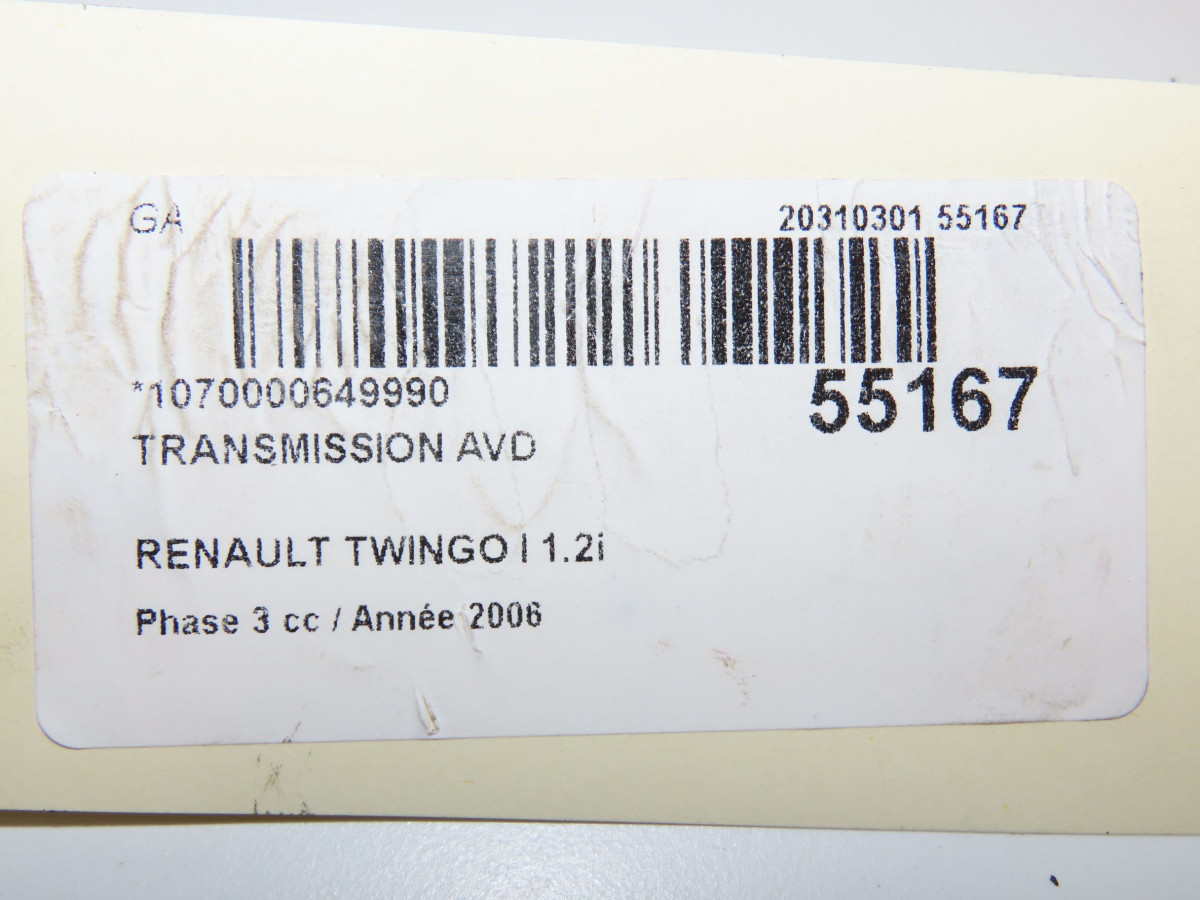 GA 20310301 55167
*1070000649990 55167
TRANSMISSION AVD
RENAULT TWINGO I 1.2i
Phase 3 cc / Année 2006